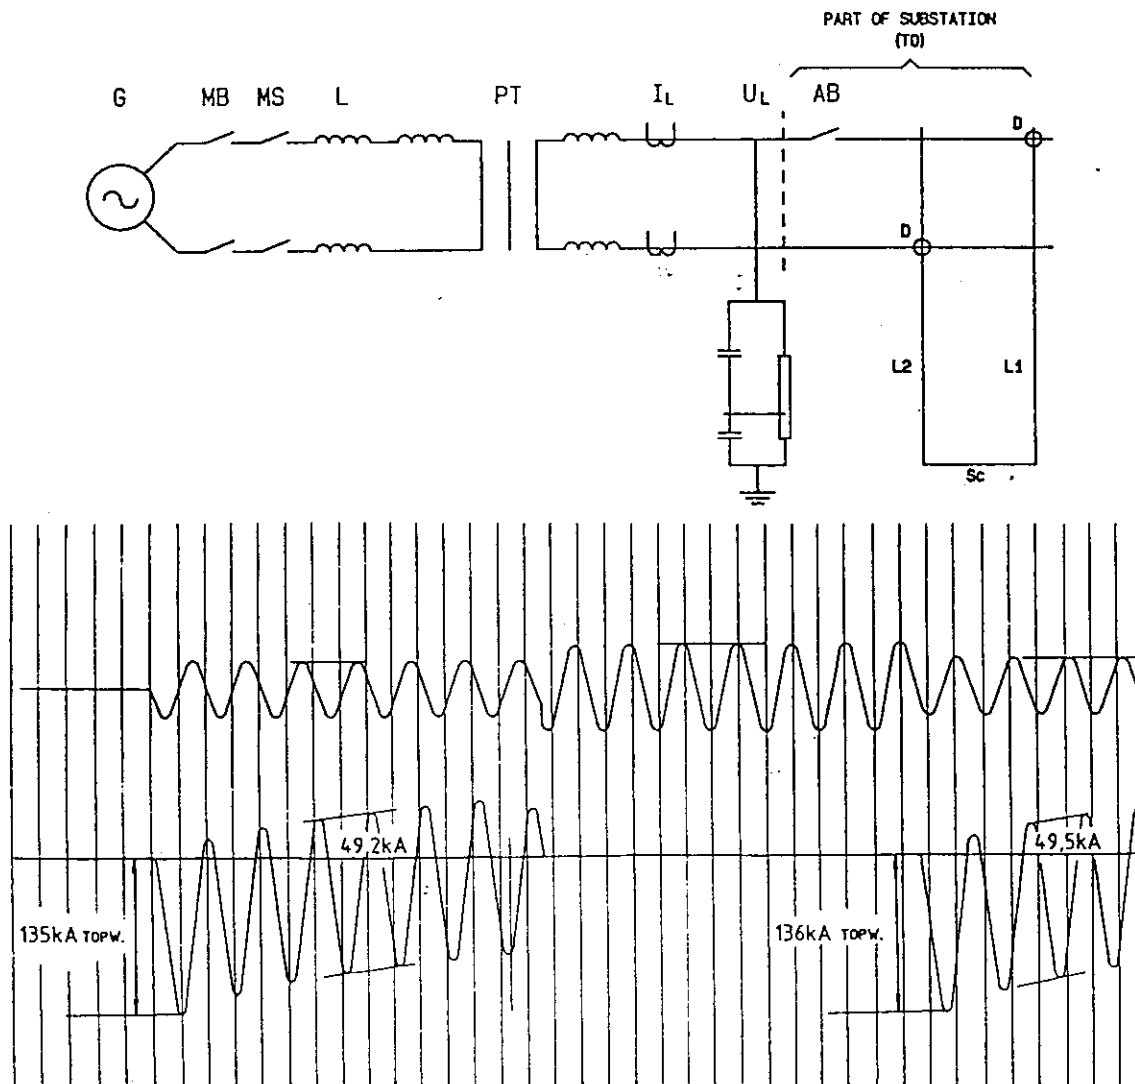 PART OF SUBSTATION
(TO)
G MB MS L PT IL UL AB
D
D
L2 L1
Sc
49,2kA 49,5kA
135kA TOPW. 136kA TOPW.